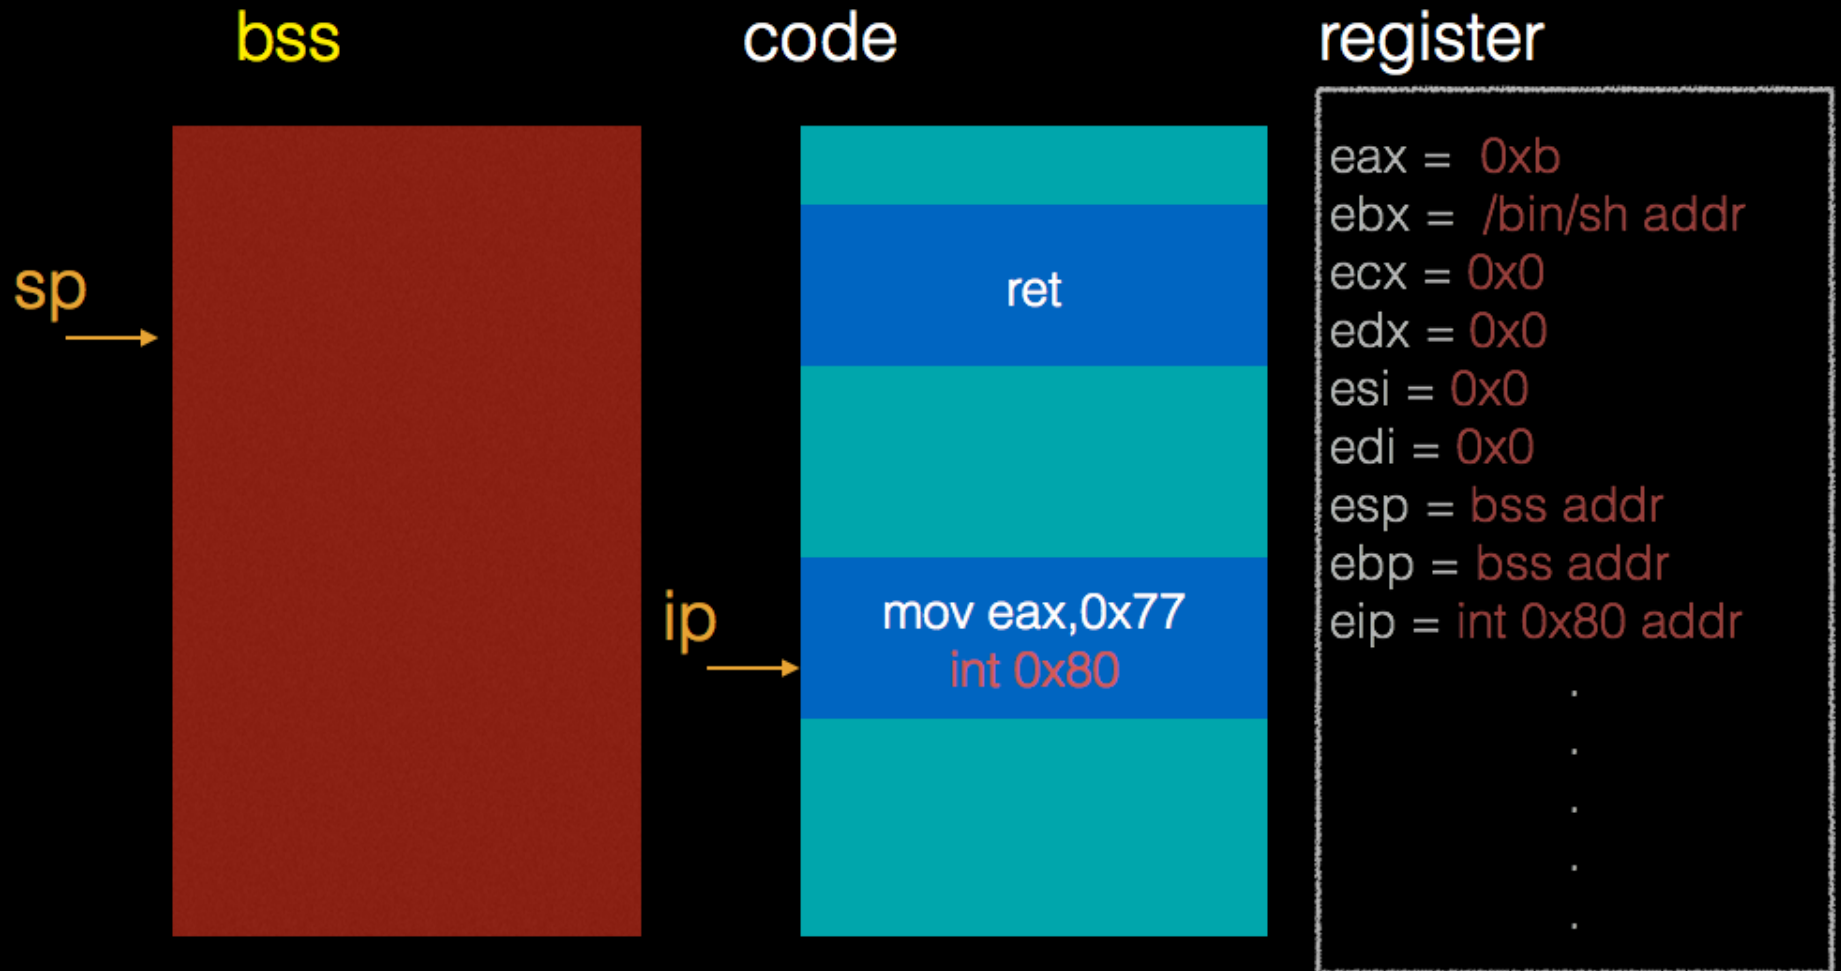 bss
code
register
sp
ret
ip
mov eax,0x77
int 0x80
eax = 0xb
ebx = /bin/sh addr
ecx = 0x0
edx = 0x0
esi = 0x0
edi = 0x0
esp = bss addr
ebp = bss addr
eip = int 0x80 addr
.
.
.
.
.